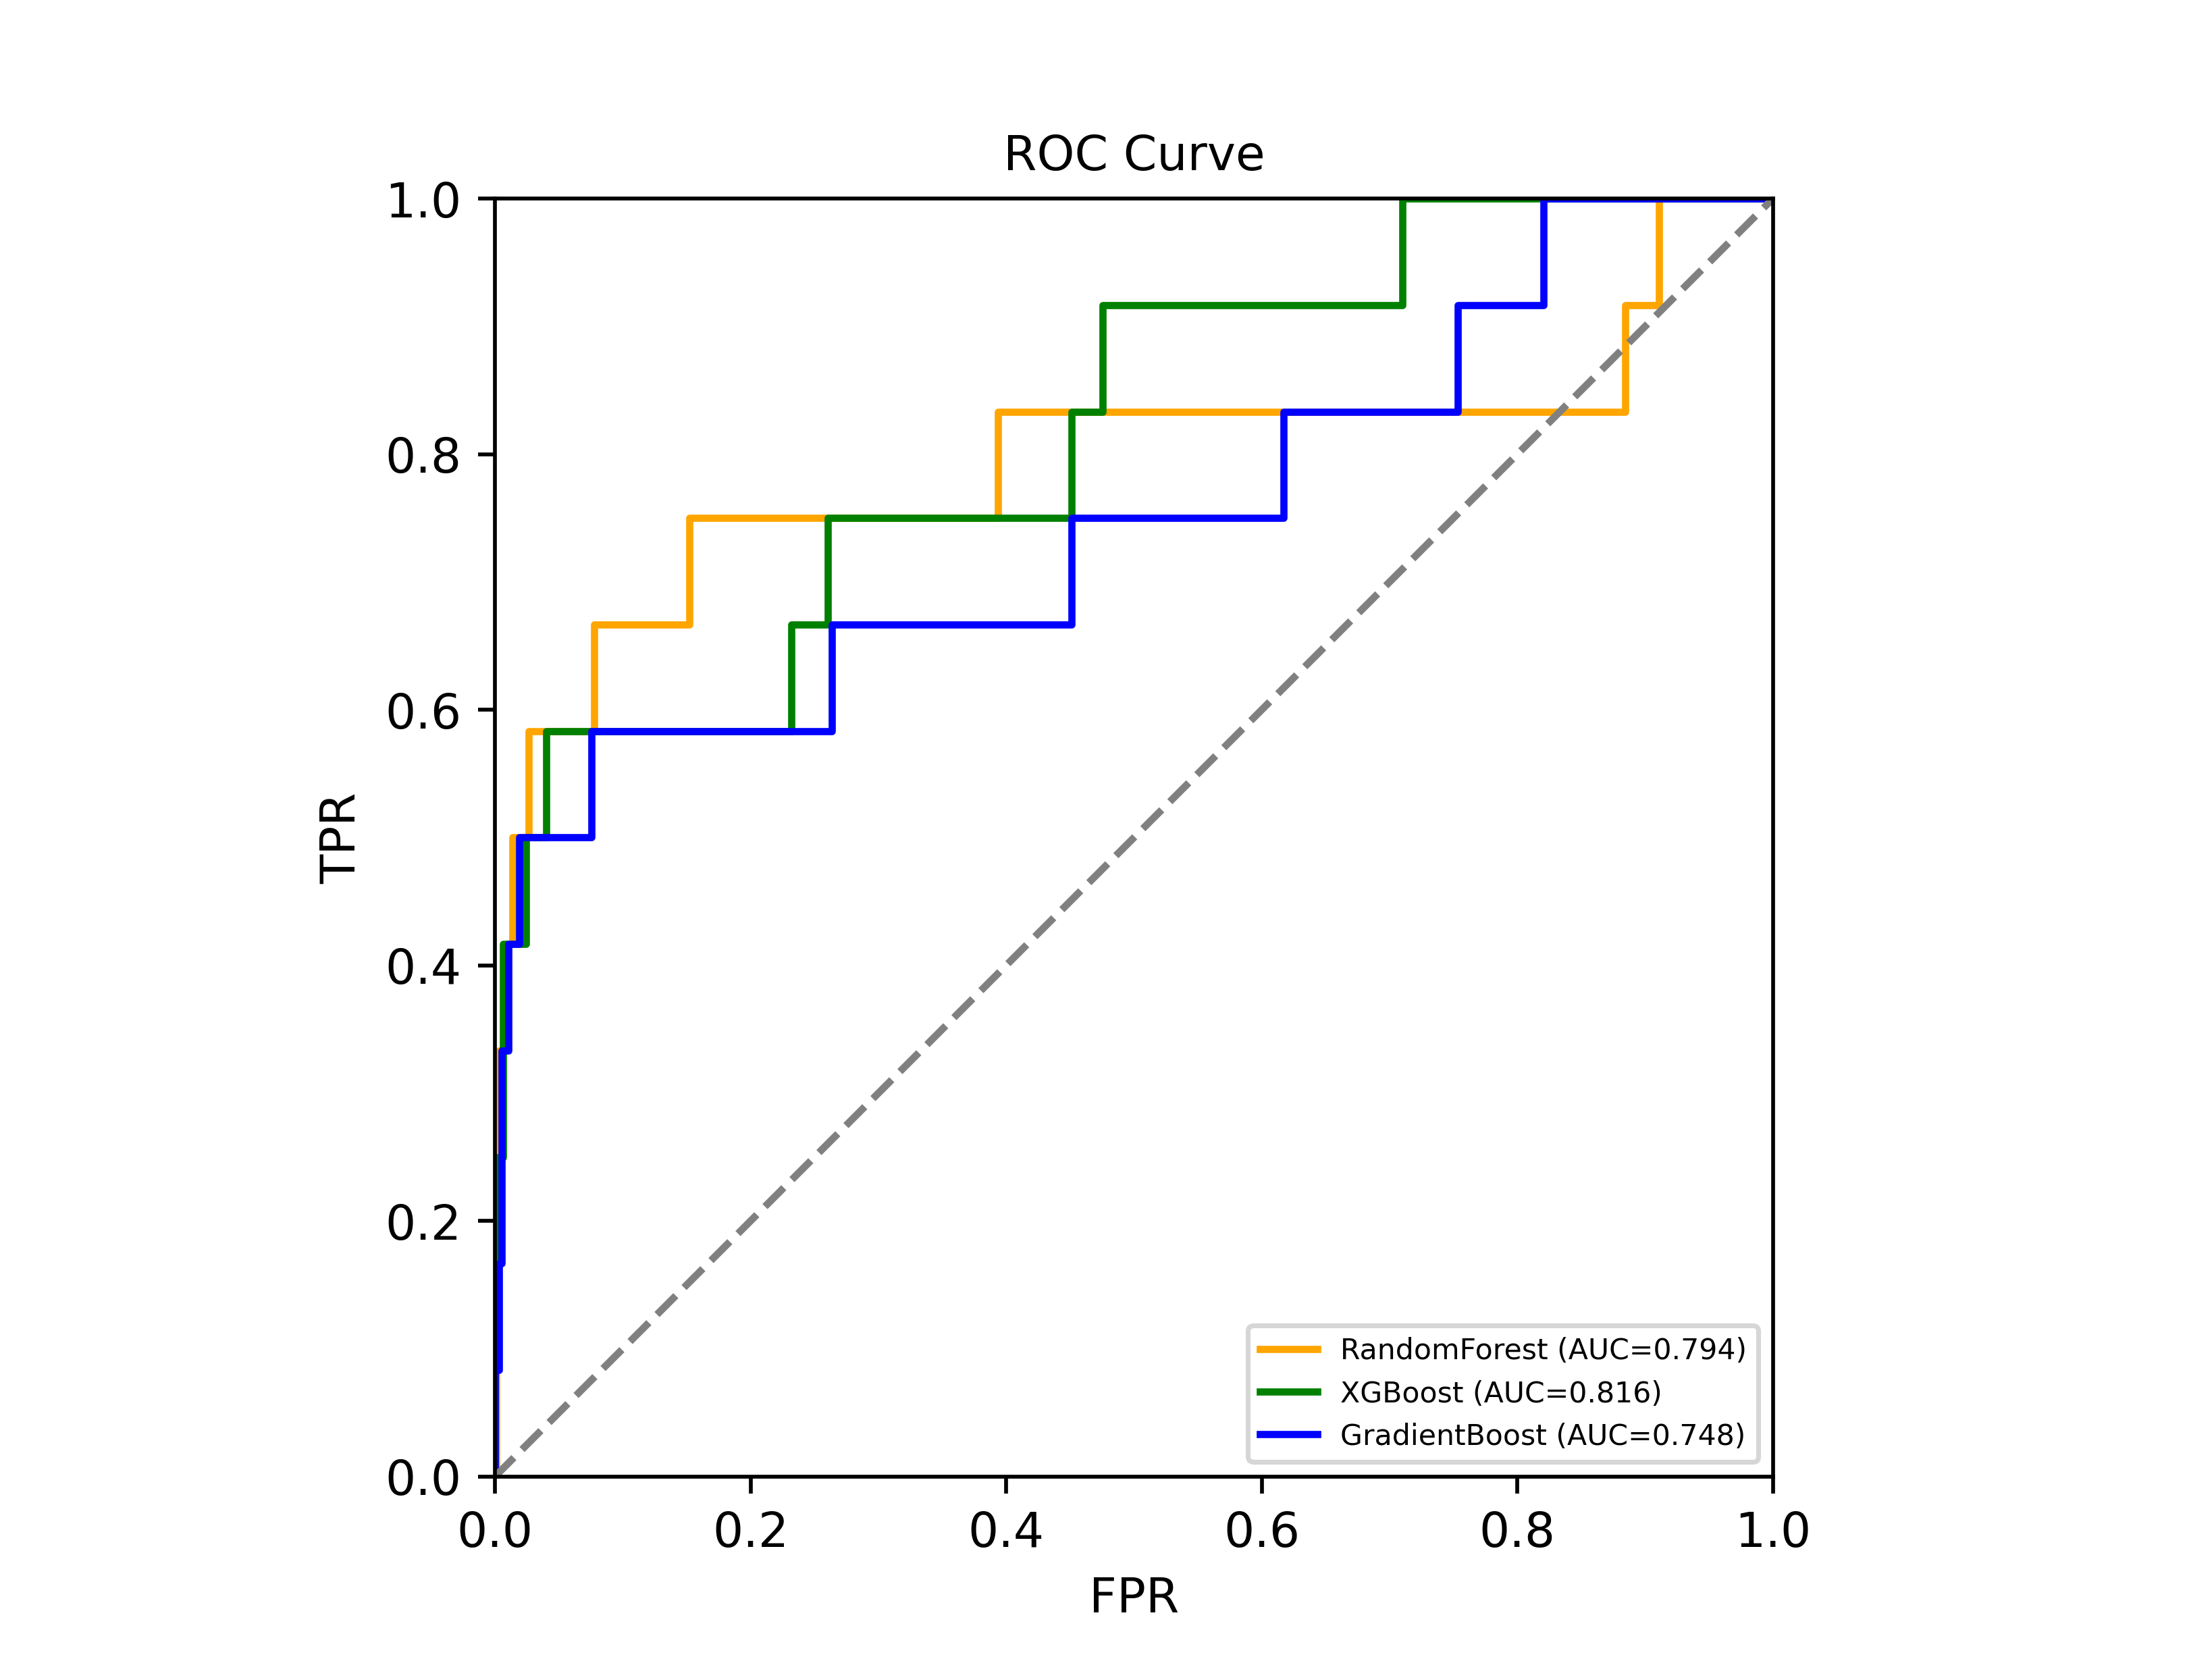 ROC Curve
1.0
0.8
0.6
0.4
0.2
0.0
TPR
0.0 0.2 0.4 0.6 0.8 1.0
FPR
RandomForest (AUC=0.794)
XGBoost (AUC=0.816)
GradientBoost (AUC=0.748)